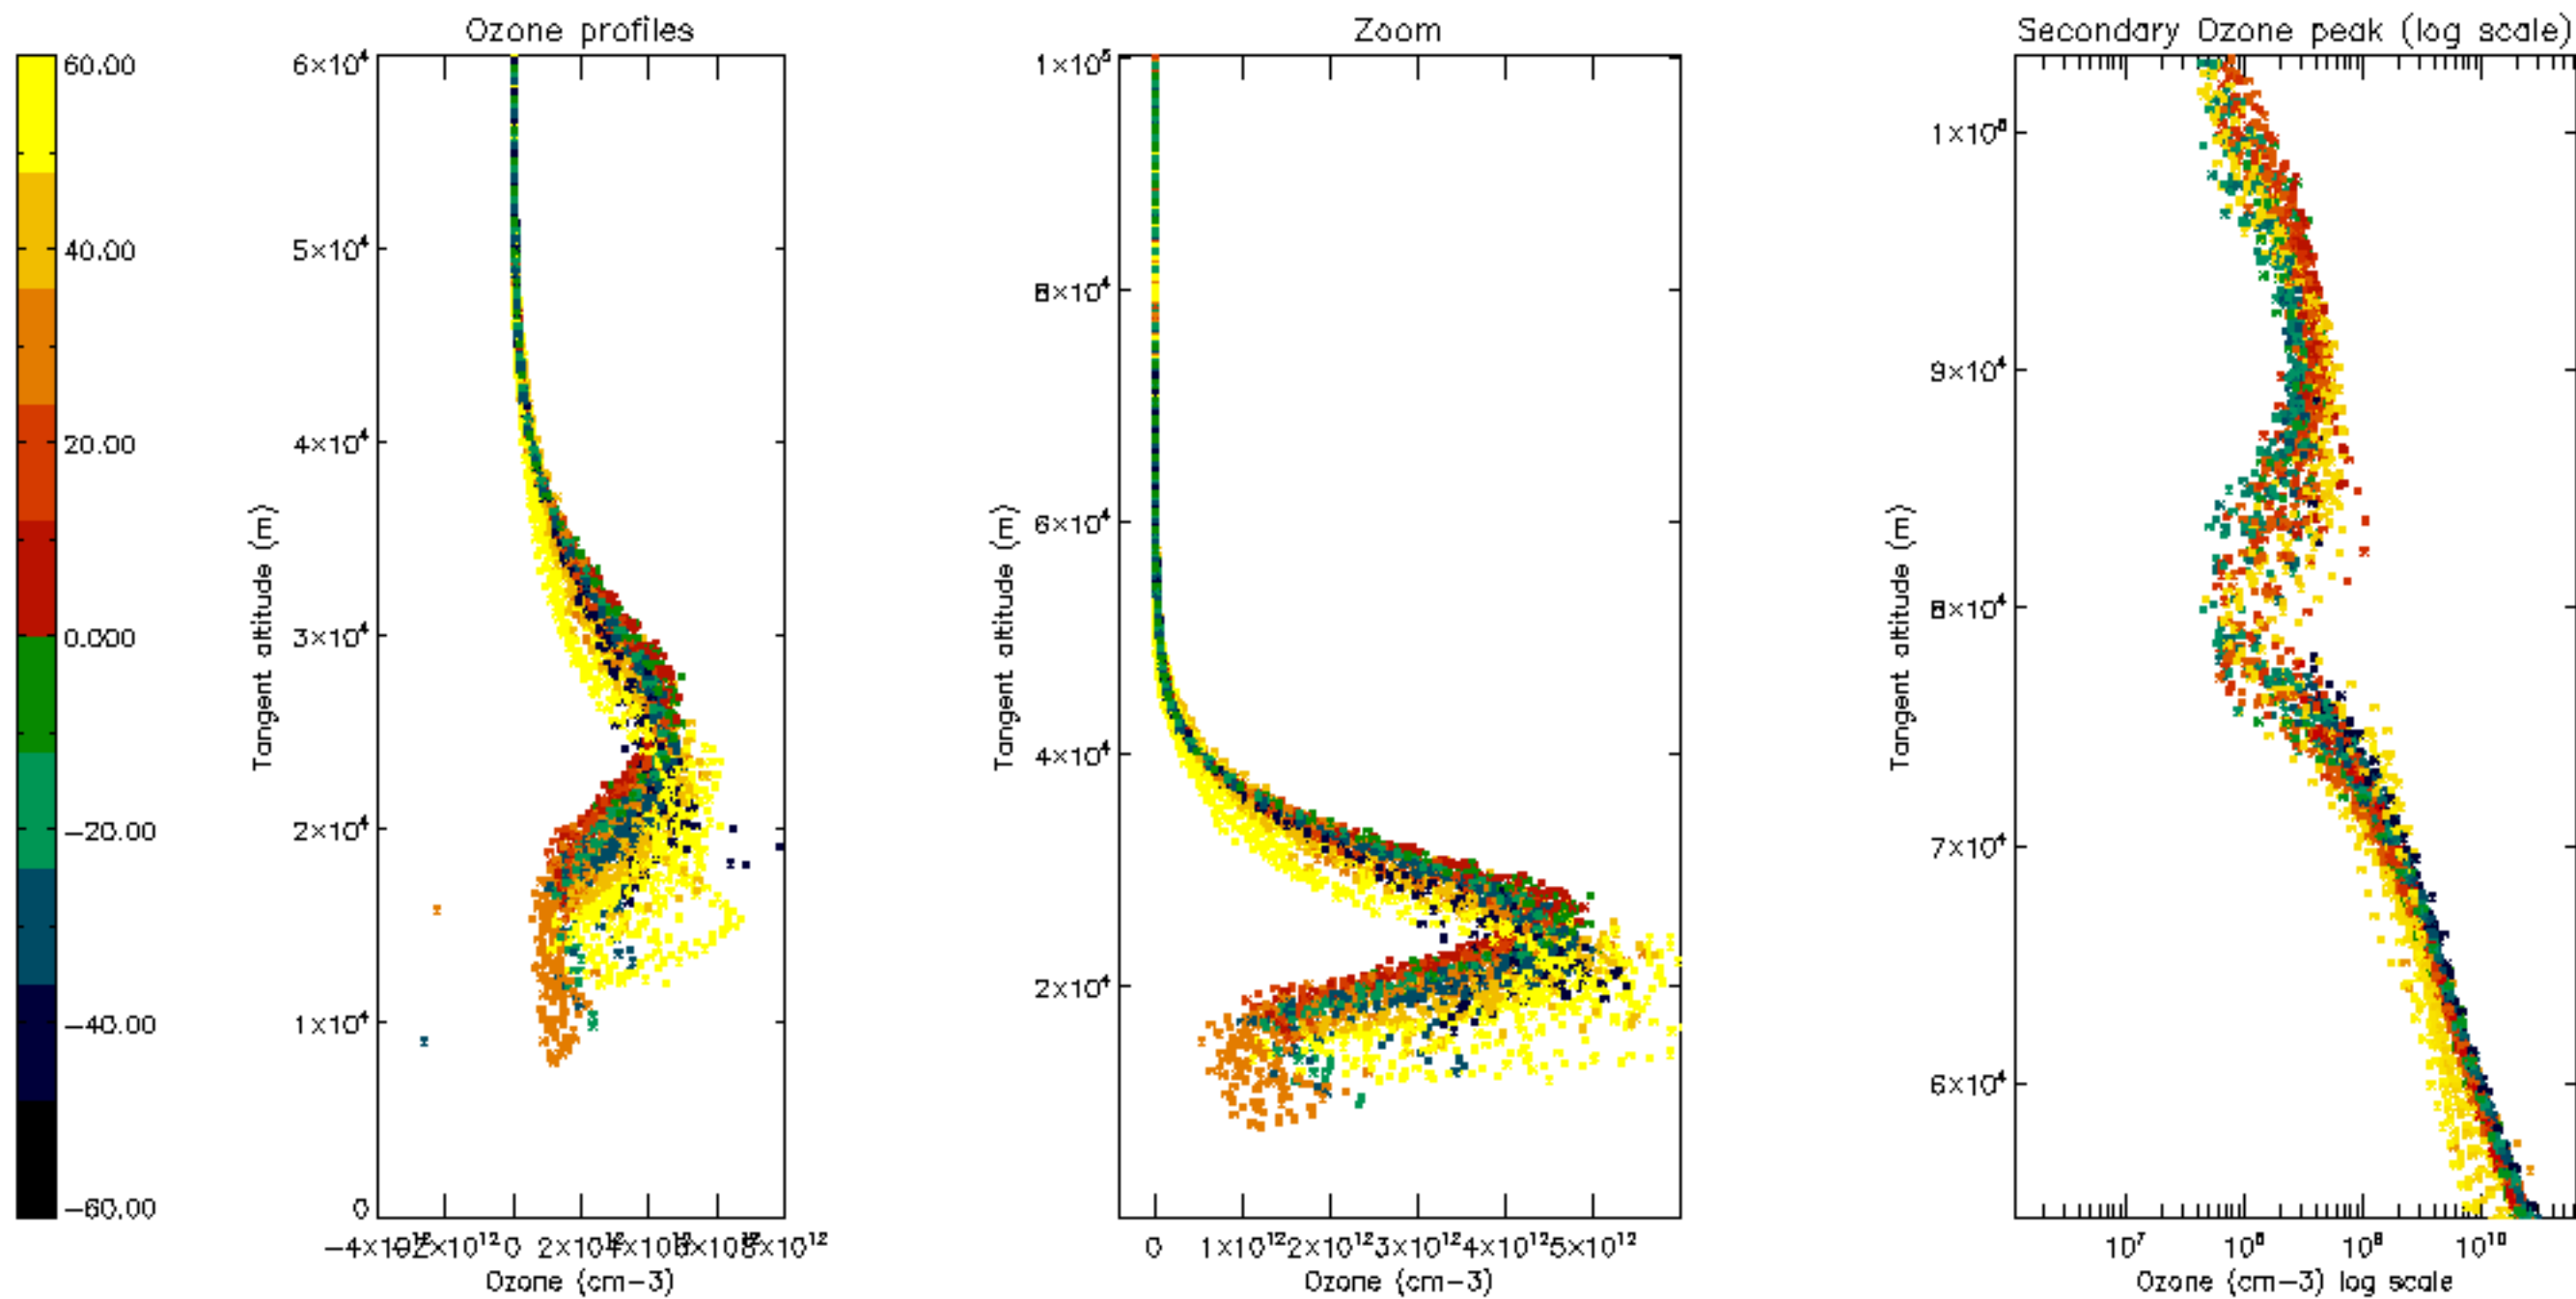 Ozone profiles
Zoom
Secondary Ozone peak (log scale)
60.00
40.00
20.00
0.000
-20.00
-40.00
-60.00
6×10⁴
5×10⁴
4×10⁴
3×10⁴
2×10⁴
1×10⁴
0
Tangent altitude (m)
0
Ozone (cm-3)
1×10⁵
8×10⁴
6×10⁴
4×10⁴
2×10⁴
Tangent altitude (m)
0 1×10¹² 2×10¹² 3×10¹² 4×10¹² 5×10¹²
Ozone (cm-3)
9×10⁴
8×10⁴
7×10⁴
6×10⁴
Tangent altitude (m)
10⁷ 10⁸ 10⁹ 10¹⁰
Ozone (cm-3) log scale